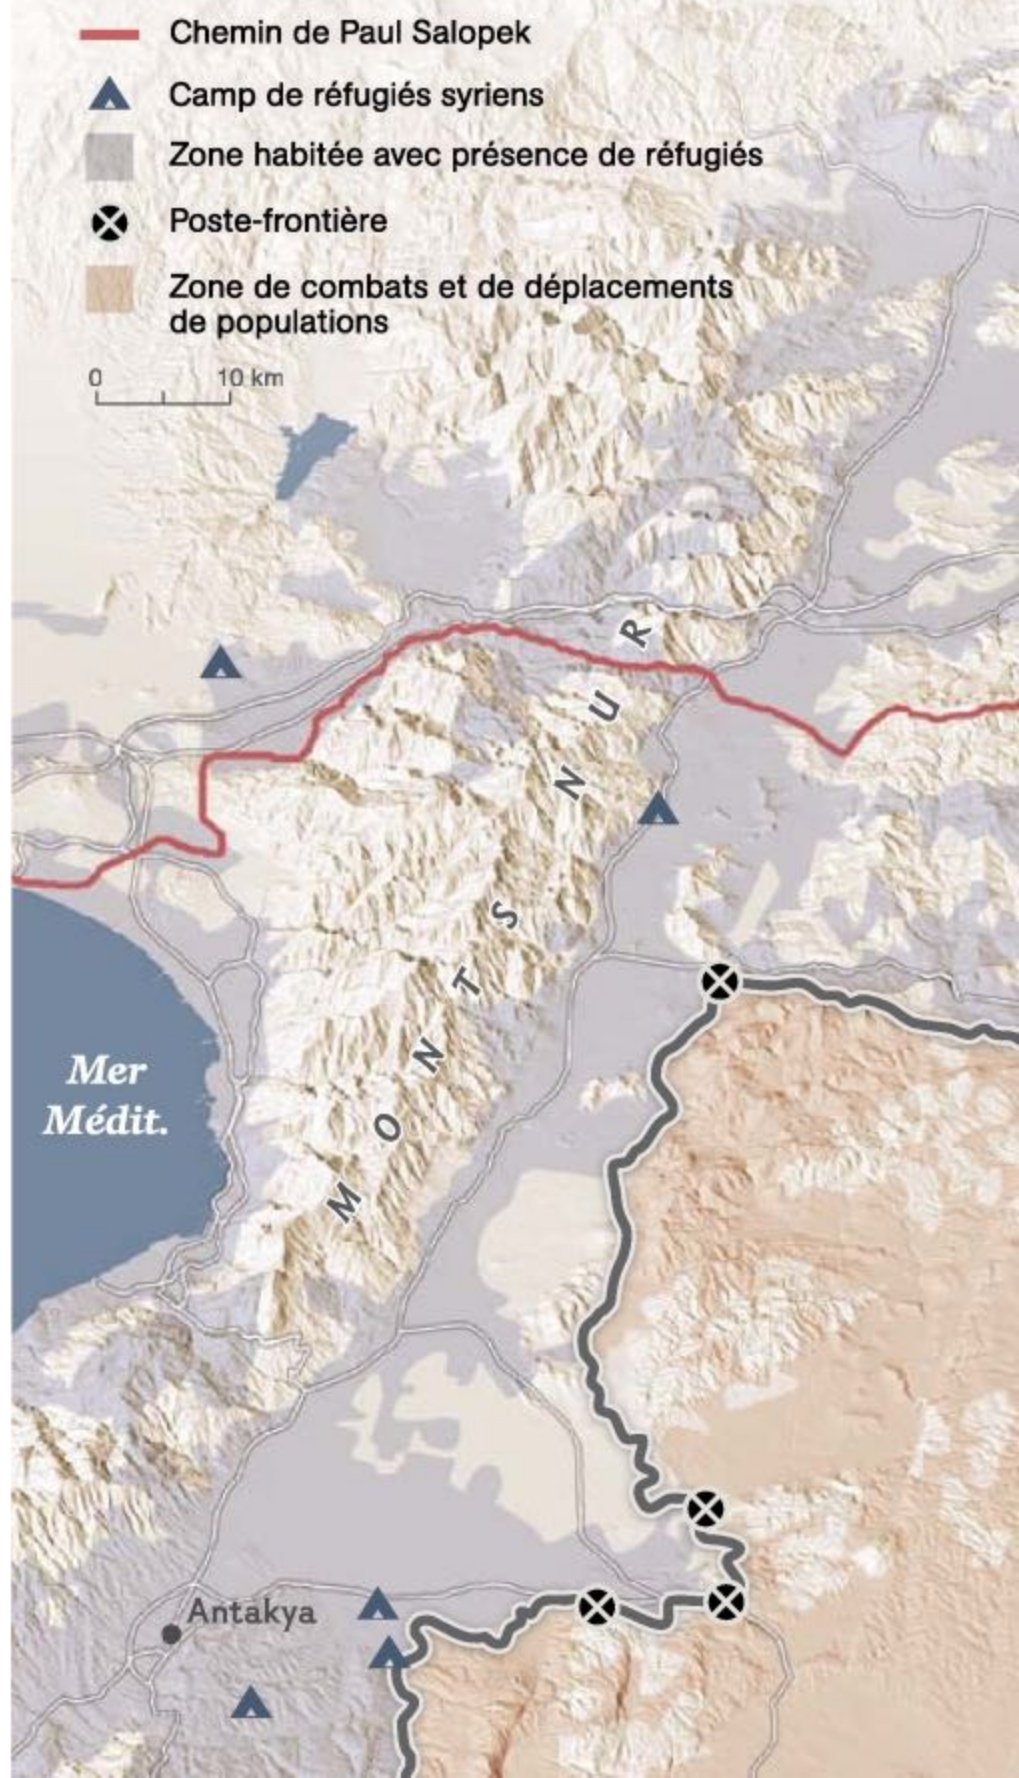 Chemin de Paul Salopek
Camp de réfugiés syriens
Zone habitée avec présence de réfugiés
Poste-frontière
Zone de combats et de déplacements
de populations
0 10 km
MONTS NUR
Mer
Médit.
Antakya